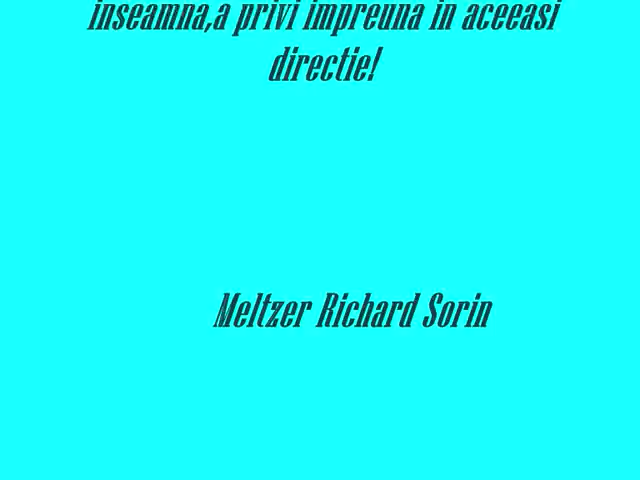 inseamna,a privi impreuna in aceeasi
directie!
Meltzer Richard Sorin